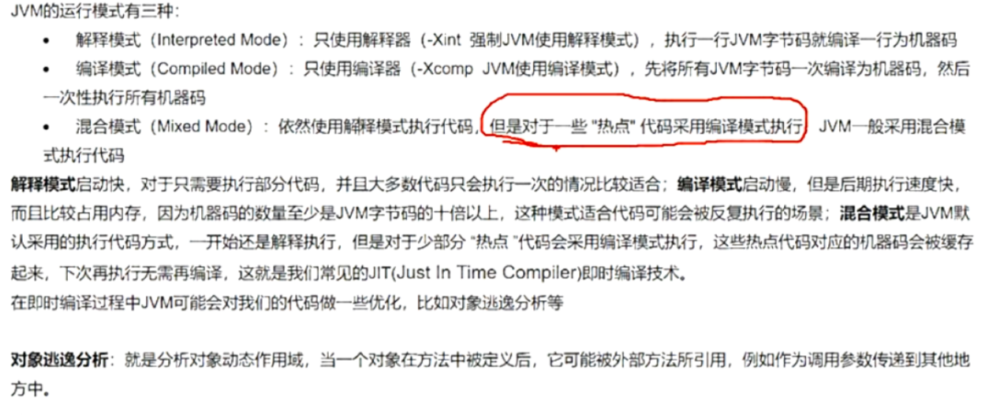 JVM的运行模式有三种：
• 解释模式（Interpreted Mode）：只使用解释器（-Xint 强制JVM使用解释模式），执行一行JVM字节码就编译一行为机器码
• 编译模式（Compiled Mode）：只使用编译器（-Xcomp JVM使用编译模式），先将所有JVM字节码一次编译为机器码，然后
一次性执行所有机器码
• 混合模式（Mixed Mode）：依然使用解释模式执行代码，但是对于一些 "热点" 代码采用编译模式执行，JVM一般采用混合模
式执行代码
解释模式启动快，对于只需要执行部分代码，并且大多数代码只会执行一次的情况比较适合；编译模式启动慢，但是后期执行速度快，
而且比较占用内存，因为机器码的数量至少是JVM字节码的十倍以上，这种模式适合代码可能会被反复执行的场景；混合模式是JVM默
认采用的执行代码方式，一开始还是解释执行，但是对于少部分 “热点 ”代码会采用编译模式执行，这些热点代码对应的机器码会被缓存
起来，下次再执行无需再编译，这就是我们常见的JIT(Just In Time Compiler)即时编译技术。
在即时编译过程中JVM可能会对我们的代码做一些优化，比如对象逃逸分析等
对象逃逸分析：就是分析对象动态作用域，当一个对象在方法中被定义后，它可能被外部方法所引用，例如作为调用参数传递到其他地
方中。